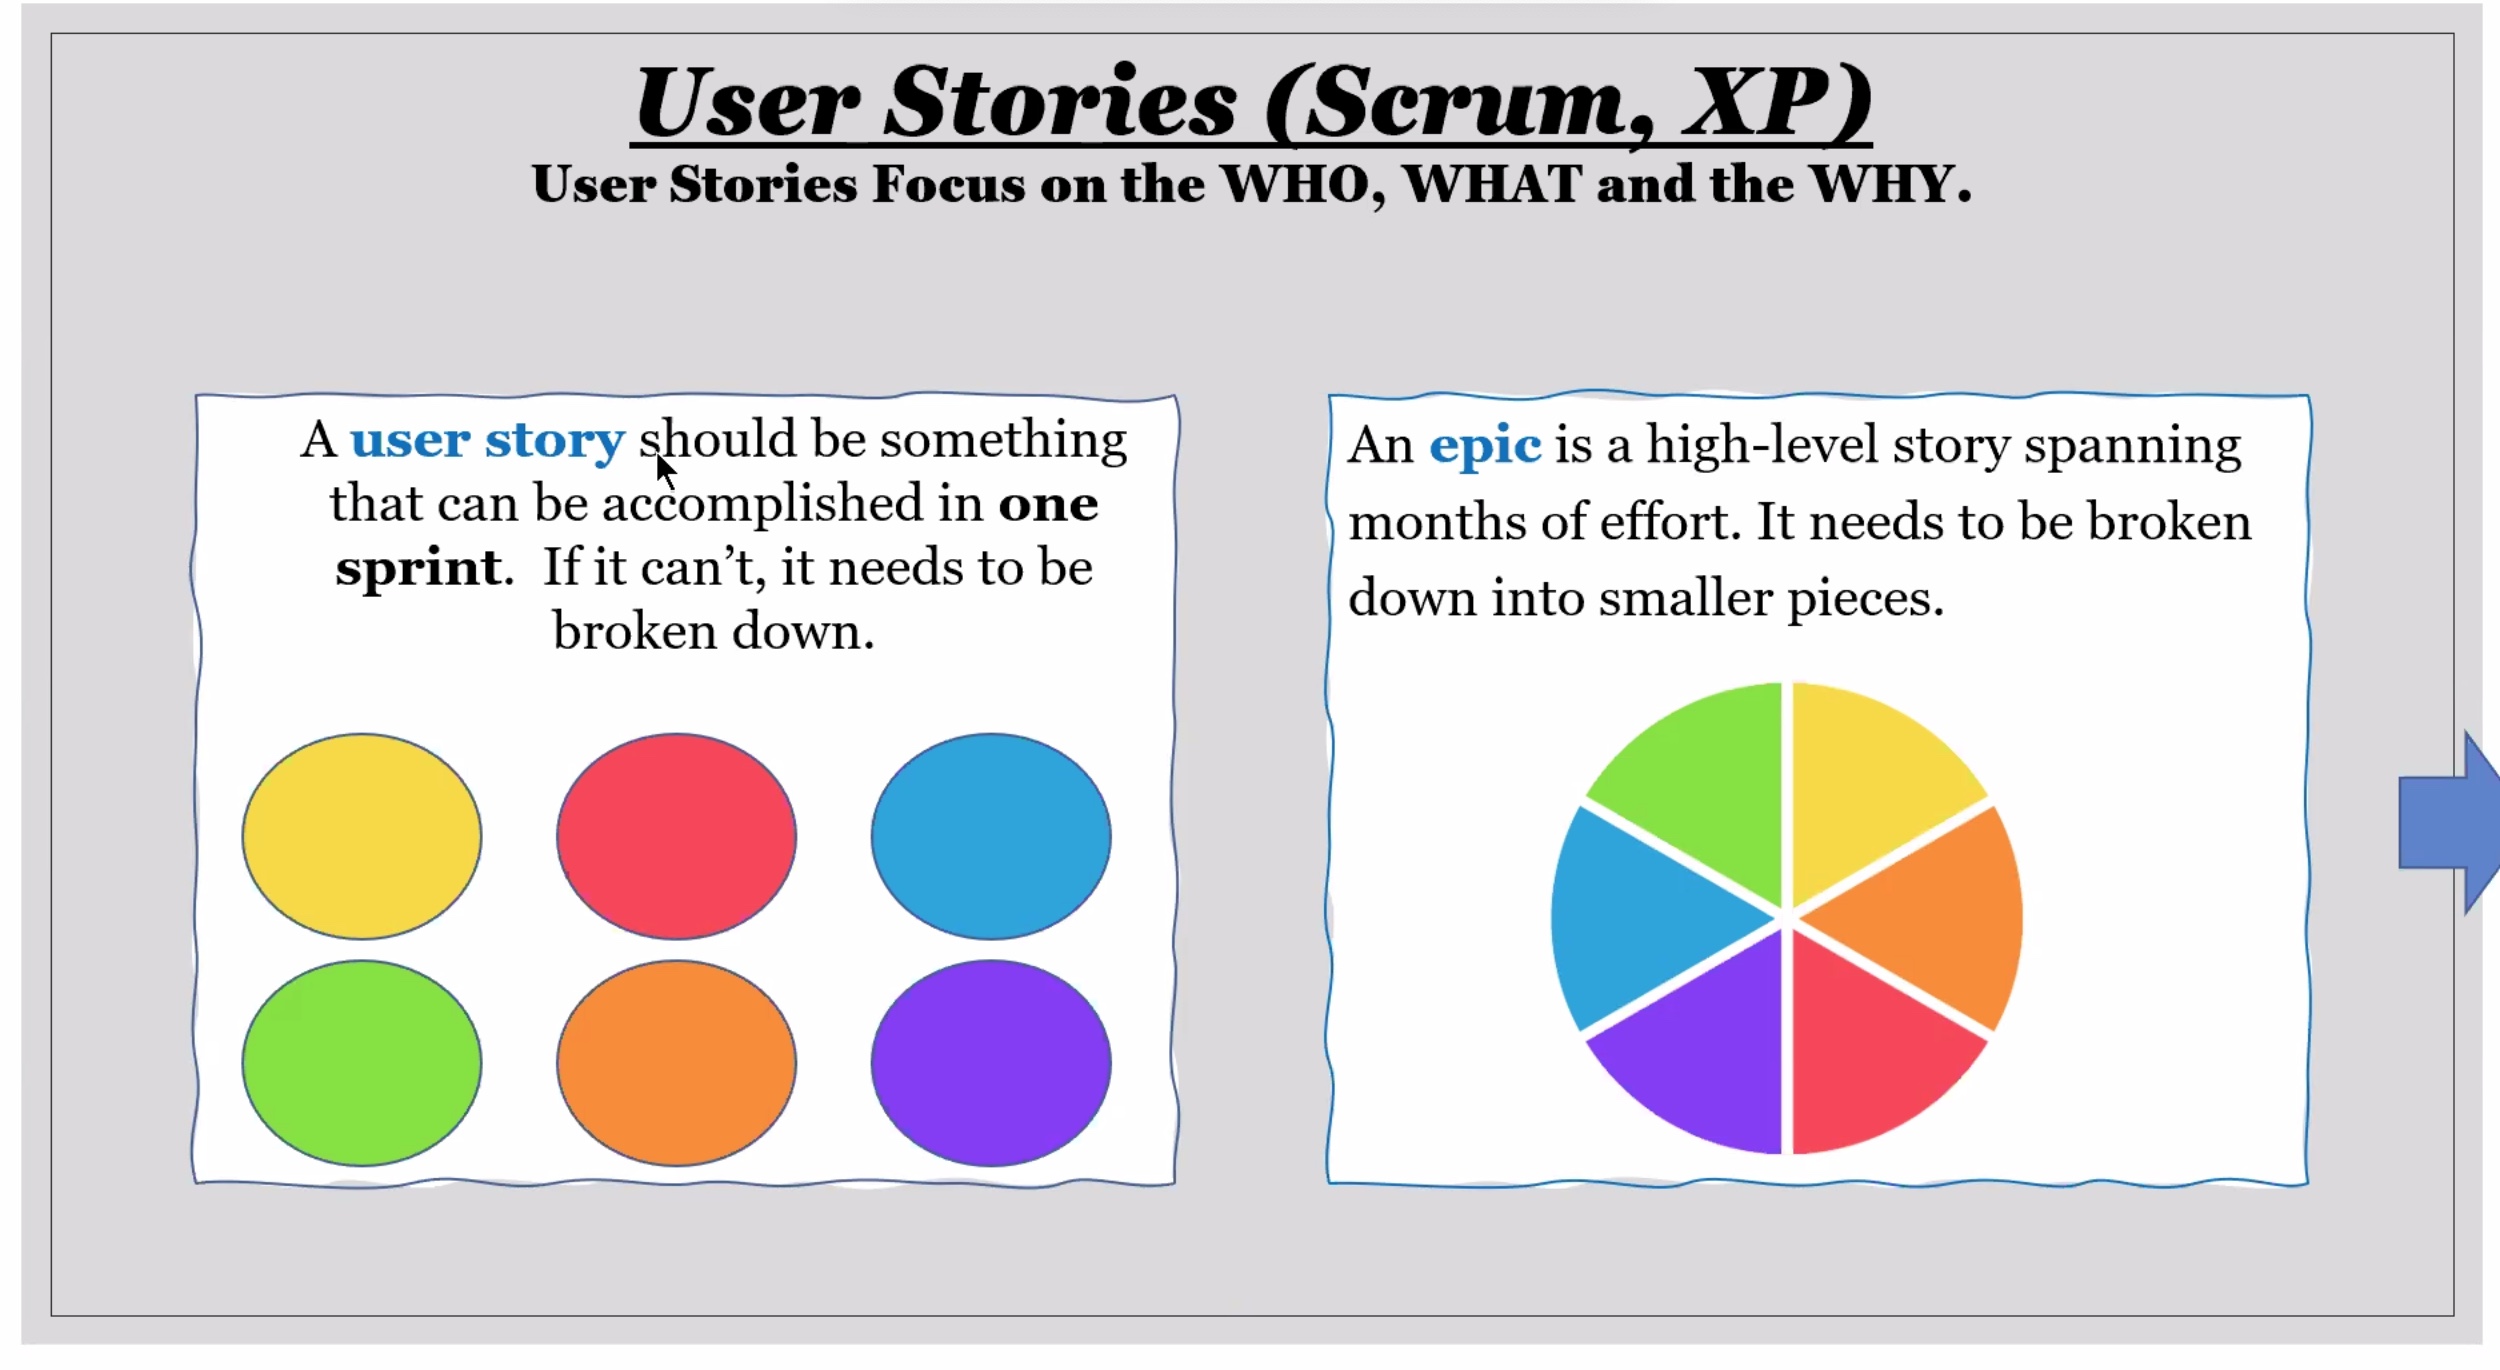 User Stories (Scrum, XP)
User Stories Focus on the WHO, WHAT and the WHY.
A user story should be something
that can be accomplished in one
sprint.  If it can’t, it needs to be
broken down.
An epic is a high-level story spanning
months of effort. It needs to be broken
down into smaller pieces.